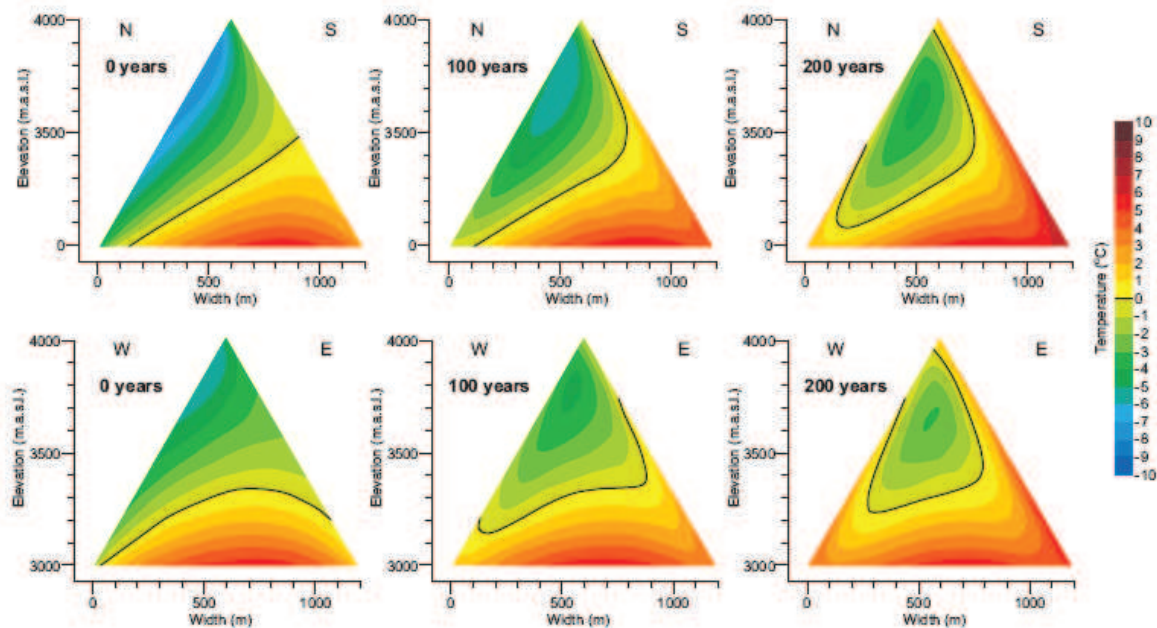 4000
N
S
0 years
3500
0
Elevation (m.a.s.l.)
0
500
1000
Width (m)
4000
N
S
100 years
3500
0
Elevation (m.a.s.l.)
0
500
1000
Width (m)
4000
N
S
200 years
3500
0
Elevation (m.a.s.l.)
0
500
1000
Width (m)
4000
W
E
0 years
3500
3000
Elevation (m.a.s.l.)
0
500
1000
Width (m)
4000
W
E
100 years
3500
3000
Elevation (m.a.s.l.)
0
500
1000
Width (m)
4000
W
E
200 years
3500
3000
Elevation (m.a.s.l.)
0
500
1000
Width (m)
Temperature (°C)
10
9
8
7
6
5
4
3
2
1
0
-1
-2
-3
-4
-5
-6
-7
-8
-9
-10